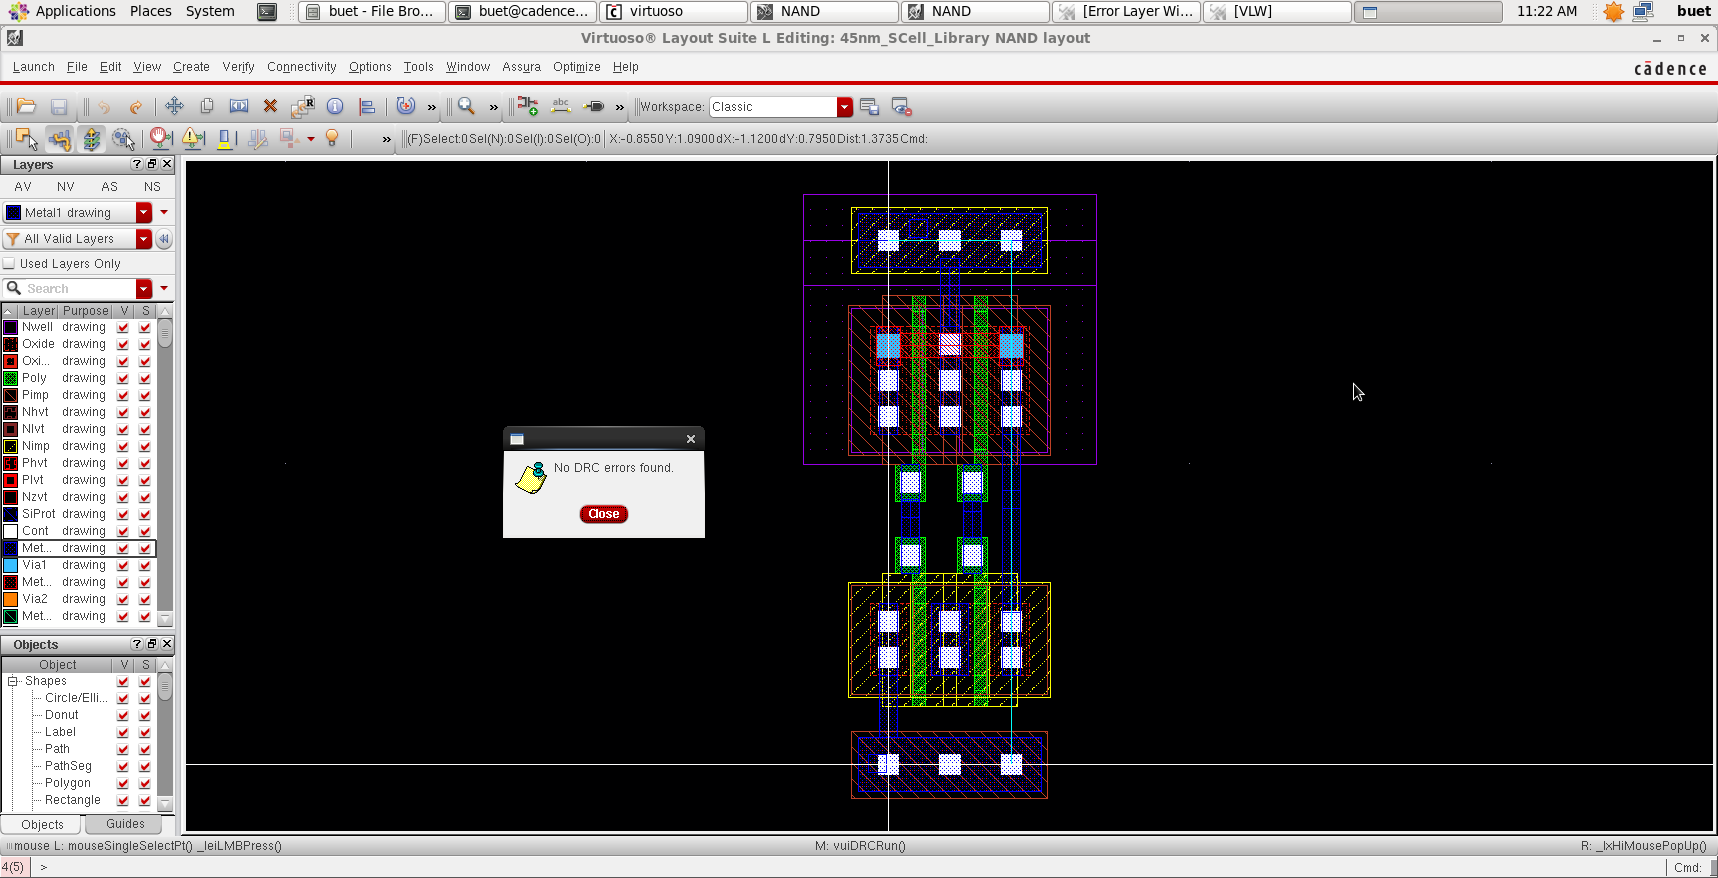 Applications Places System buet - File Bro... buet@cadence... virtuoso NAND NAND [Error Layer Wi... [VLW] 11:22 AM buet
Virtuoso® Layout Suite L Editing: 45nm_SCell_Library NAND layout
Launch File Edit View Create Verify Connectivity Options Tools Window Assura Optimize Help cādence
» R » abc » Workspace: Classic
» (F)Select:0 Sel(N):0 Sel(I):0 Sel(O):0 X:-0.8550 Y:1.0900 dX:-1.1200 dY:0.7950 Dist:1.3735 Cmd:
Layers
AV NV AS NS
Metal1 drawing
All Valid Layers
Used Layers Only
Search
Layer Purpose V S
Nwell drawing
Oxide drawing
Oxi... drawing
Poly drawing
Pimp drawing
Nhvt drawing
Nlvt drawing
Nimp drawing
Phvt drawing
Plvt drawing
Nzvt drawing
SiProt drawing
Cont drawing
Met... drawing
Via1 drawing
Met... drawing
Via2 drawing
Met... drawing
Objects
Object V S
Shapes
Circle/Elli...
Donut
Label
Path
PathSeg
Polygon
Rectangle
Objects Guides
No DRC errors found.
Close
mouse L: mouseSingleSelectPt() _leiLMBPress() M: vuiDRCRun() R: _lxHiMousePopUp()
4(5) > Cmd: